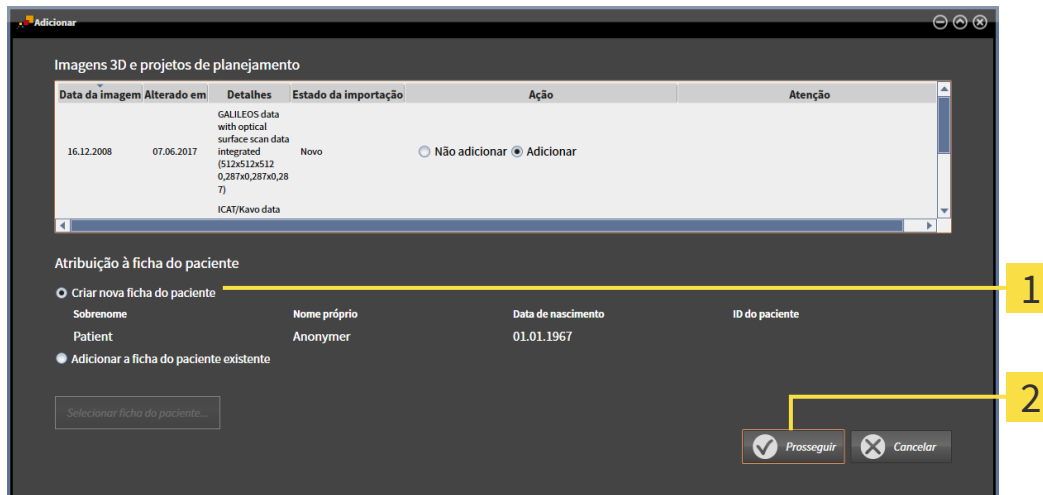 Adicionar
Imagens 3D e projetos de planejamento
Data da imagem Alterado em Detalhes Estado da importação Ação Atenção
GALILEOS data
with optical
surface scan data
16.12.2008 07.06.2017 integrated Novo Não adicionar Adicionar
(512x512x512
0,287x0,287x0,28
7)
ICAT/Kavo data
Atribuição à ficha do paciente
Criar nova ficha do paciente
1
Sobrenome Nome próprio Data de nascimento ID do paciente
Patient Anonymer 01.01.1967
Adicionar a ficha do paciente existente
2
Selecionar ficha do paciente...
Prosseguir Cancelar